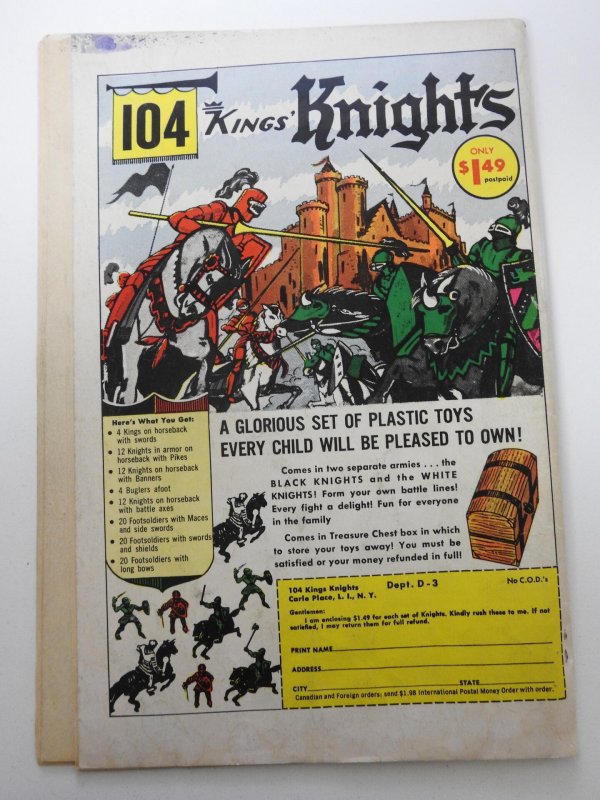 104 KINGS' Knights
ONLY
$1.49
postpaid
Here's What You Get:
• 4 Kings on horseback
with swords
• 12 Knights in armor on
horseback with Pikes
• 12 Knights on horseback
with Banners
• 4 Buglers afoot
• 12 Knights on horseback
with battle axes
• 20 Footsoldiers with Maces
and side swords
• 20 Footsoldiers with swords
and shields
• 20 Footsoldiers with
long bows
A GLORIOUS SET OF PLASTIC TOYS
EVERY CHILD WILL BE PLEASED TO OWN!
Comes in two separate armies . . . the
BLACK KNIGHTS and the WHITE
KNIGHTS! Form your own battle lines!
Every fight a delight! Fun for everyone
in the family
Comes in Treasure Chest box in which
to store your toys away! You must be
satisfied or your money refunded in full!
104 Kings Knights Dept. D-3 No C.O.D.'s
Carle Place, L. I., N. Y.
Gentlemen:
I am enclosing $1.49 for each set of Knights. Kindly rush these to me. If not
satisfied, I may return them for full refund.
PRINT NAME
ADDRESS
CITY STATE
Canadian and Foreign orders; send $1.98 International Postal Money Order with order.